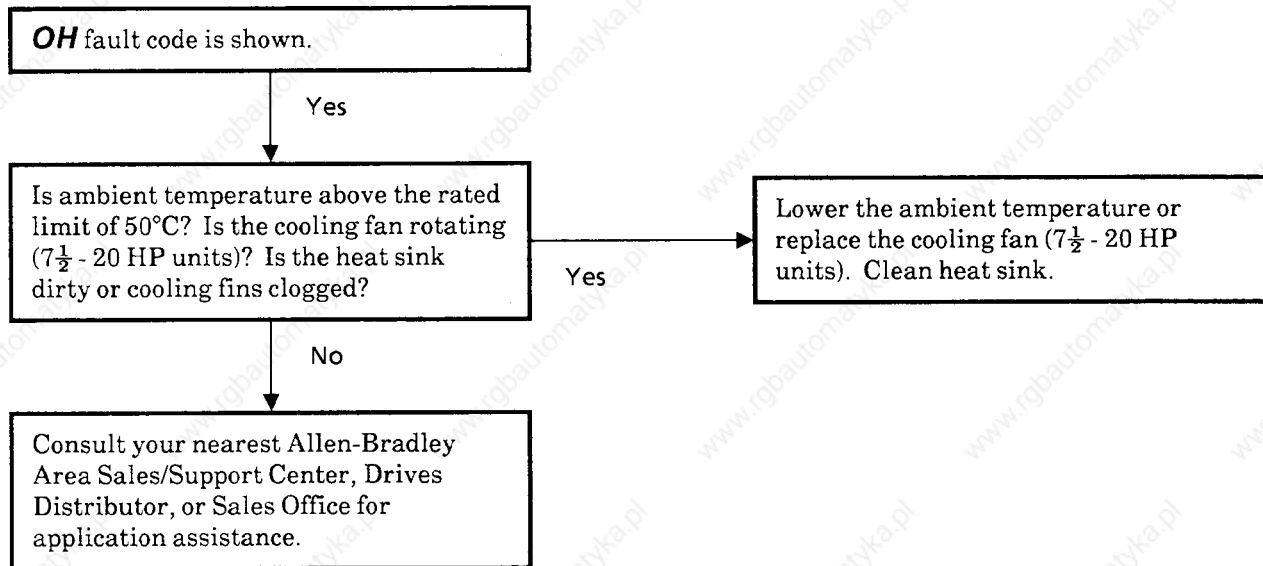 OH fault code is shown.
Yes
Is ambient temperature above the rated
limit of 50°C? Is the cooling fan rotating
(7½ - 20 HP units)? Is the heat sink
dirty or cooling fins clogged?
Yes
Lower the ambient temperature or
replace the cooling fan (7½ - 20 HP
units). Clean heat sink.
No
Consult your nearest Allen-Bradley
Area Sales/Support Center, Drives
Distributor, or Sales Office for
application assistance.
www.rgbautomatyka.pl